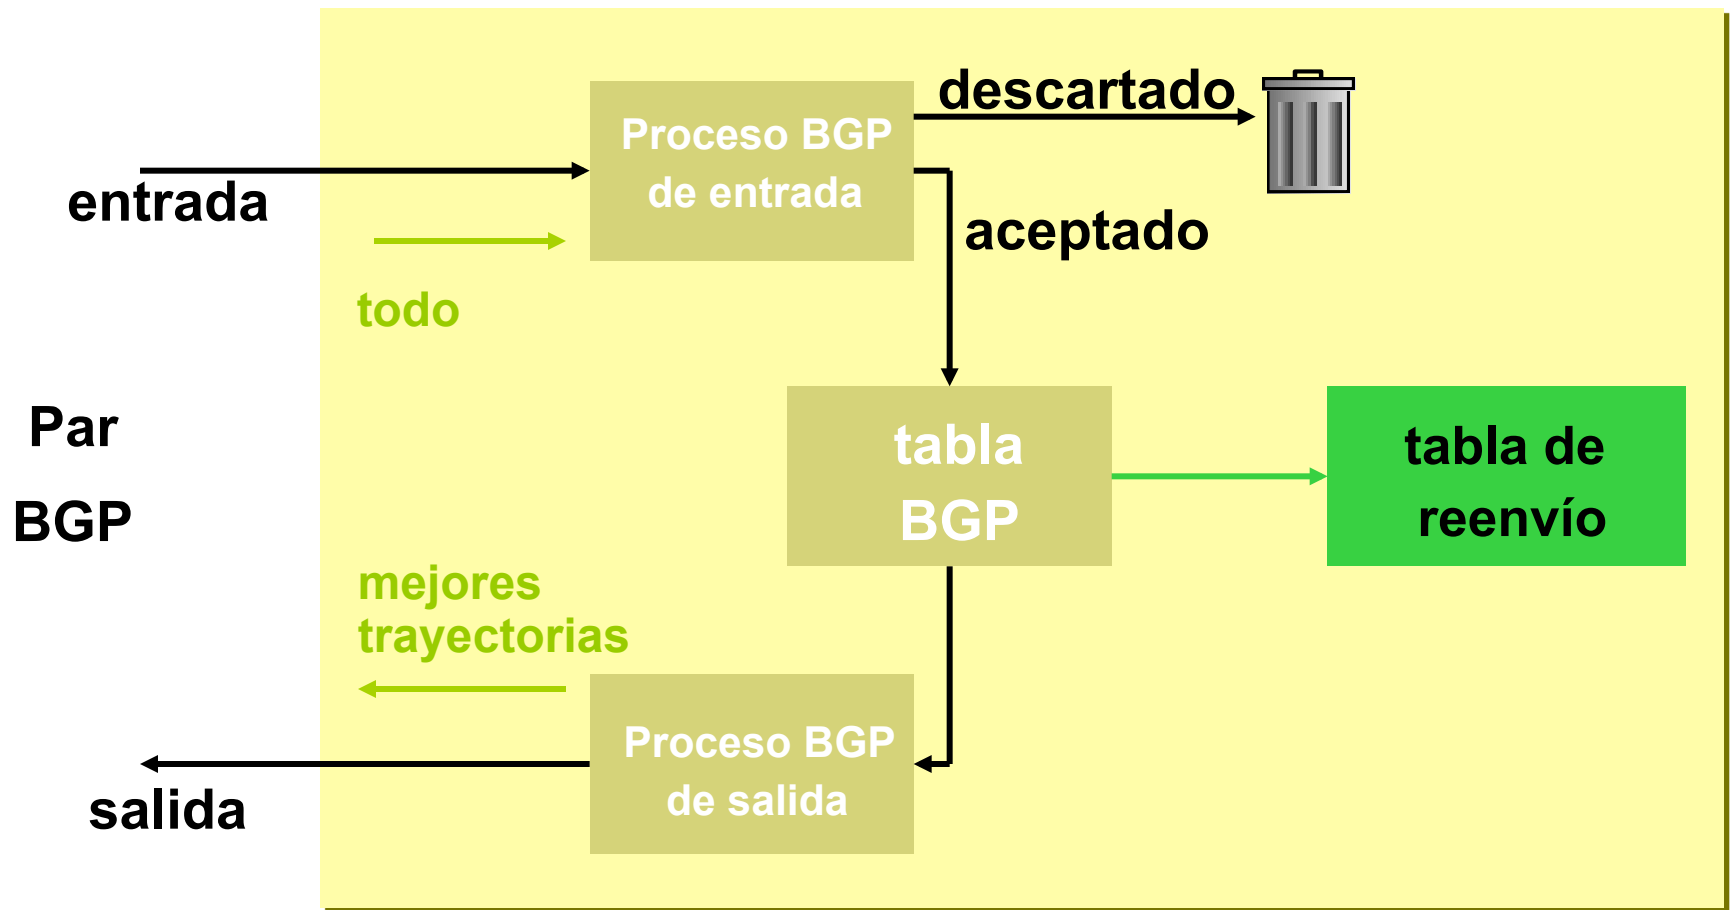 descartado
Proceso BGP
de entrada
entrada
aceptado
todo
Par
BGP
tabla
BGP
tabla de
reenvío
mejores
trayectorias
Proceso BGP
de salida
salida